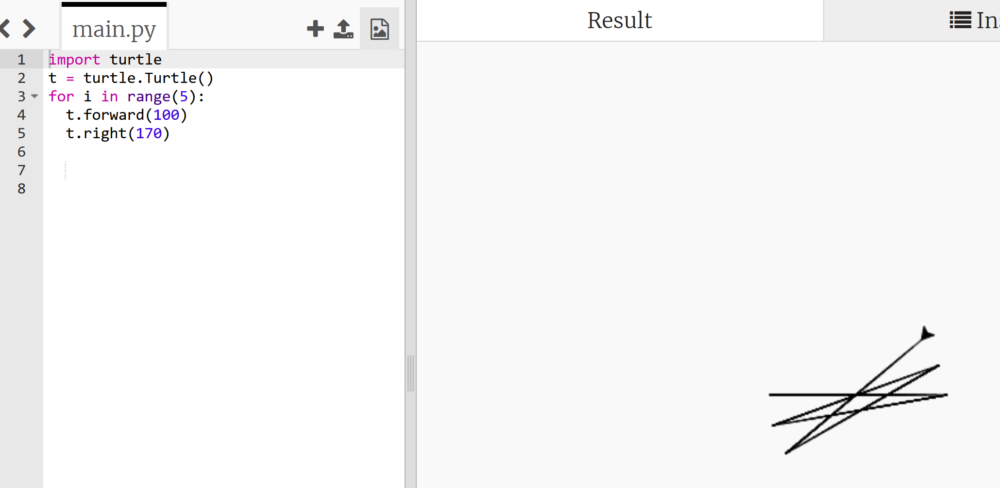 main.py
Result
Ins
1 import turtle
2 t = turtle.Turtle()
3 for i in range(5):
4   t.forward(100)
5   t.right(170)
6
7
8